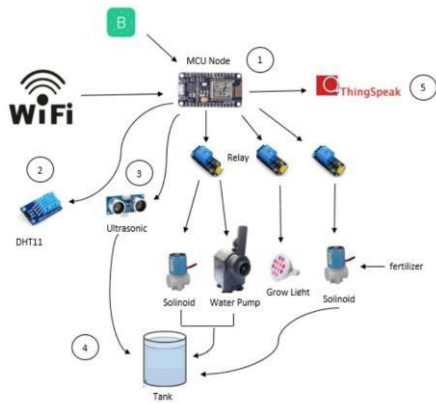 B
MCU Node
1
WiFi
ThingSpeak
5
2
3
Relay
DHT11
Ultrasonic
Solinoid
Water Pump
Grow Light
Solinoid
fertilizer
4
Tank